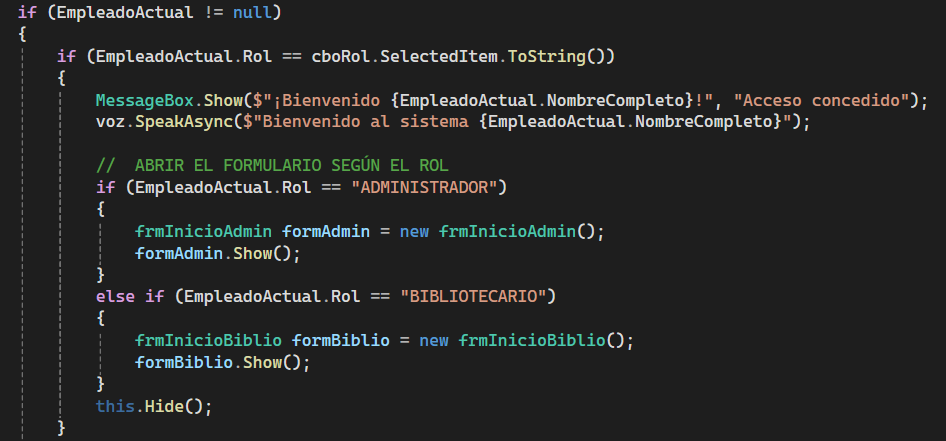 if (EmpleadoActual != null)
{
if (EmpleadoActual.Rol == cboRol.SelectedItem.ToString())
{
MessageBox.Show($"¡Bienvenido {EmpleadoActual.NombreCompleto}!", "Acceso concedido");
voz.SpeakAsync($"Bienvenido al sistema {EmpleadoActual.NombreCompleto}");
// ABRIR EL FORMULARIO SEGÚN EL ROL
if (EmpleadoActual.Rol == "ADMINISTRADOR")
{
frmInicioAdmin formAdmin = new frmInicioAdmin();
formAdmin.Show();
}
else if (EmpleadoActual.Rol == "BIBLIOTECARIO")
{
frmInicioBiblio formBiblio = new frmInicioBiblio();
formBiblio.Show();
}
this.Hide();
}